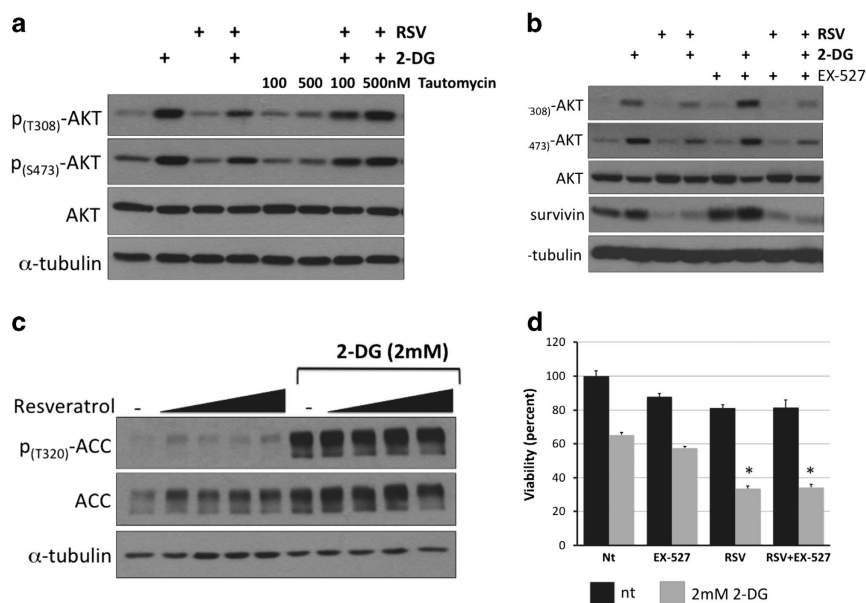 a
+ + + + RSV
+ + + + 2-DG
100 500 100 500nM Tautomycin
p(T308)-AKT
p(S473)-AKT
AKT
α-tubulin
b
+ + + + RSV
+ + + + 2-DG
+ + + + EX-527
308)-AKT
473)-AKT
AKT
survivin
-tubulin
c
2-DG (2mM)
Resveratrol - -
p(T320)-ACC
ACC
α-tubulin
d
Viability (percent)
120
100
80
60
40
20
0
* *
Nt EX-527 RSV RSV+EX-527
nt 2mM 2-DG